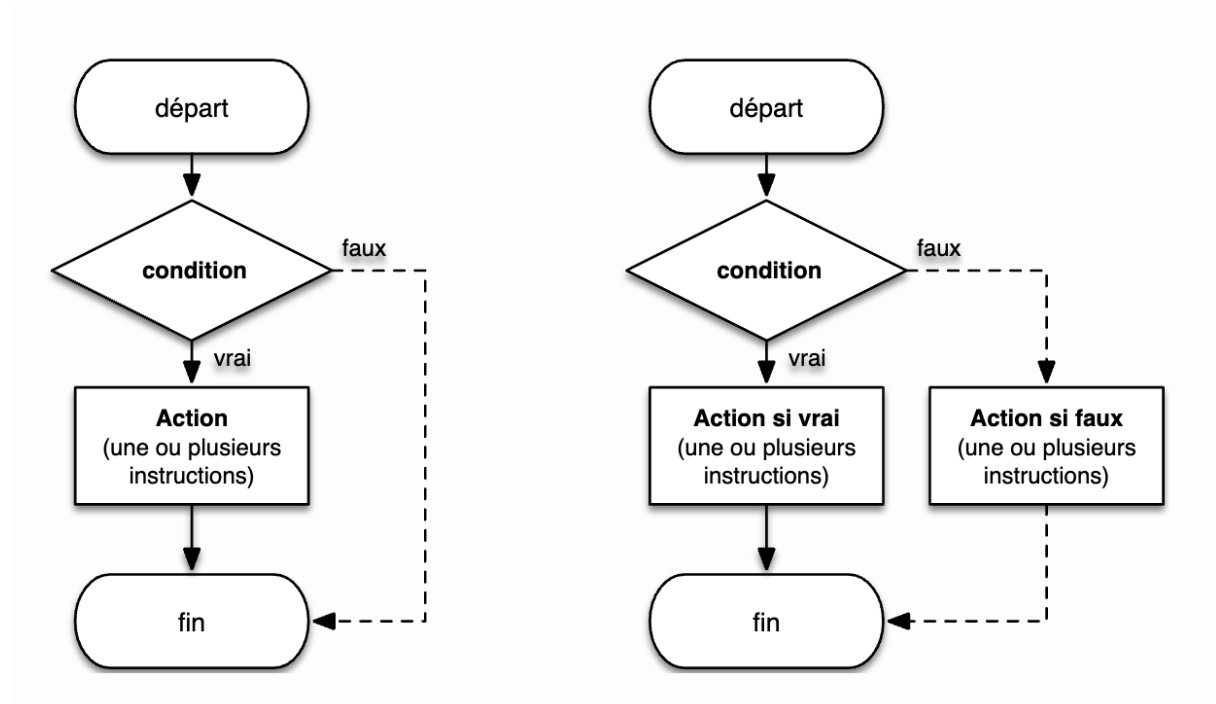 départ
condition
faux
vrai
Action
(une ou plusieurs
instructions)
fin
départ
condition
faux
vrai
Action si vrai
(une ou plusieurs
instructions)
Action si faux
(une ou plusieurs
instructions)
fin